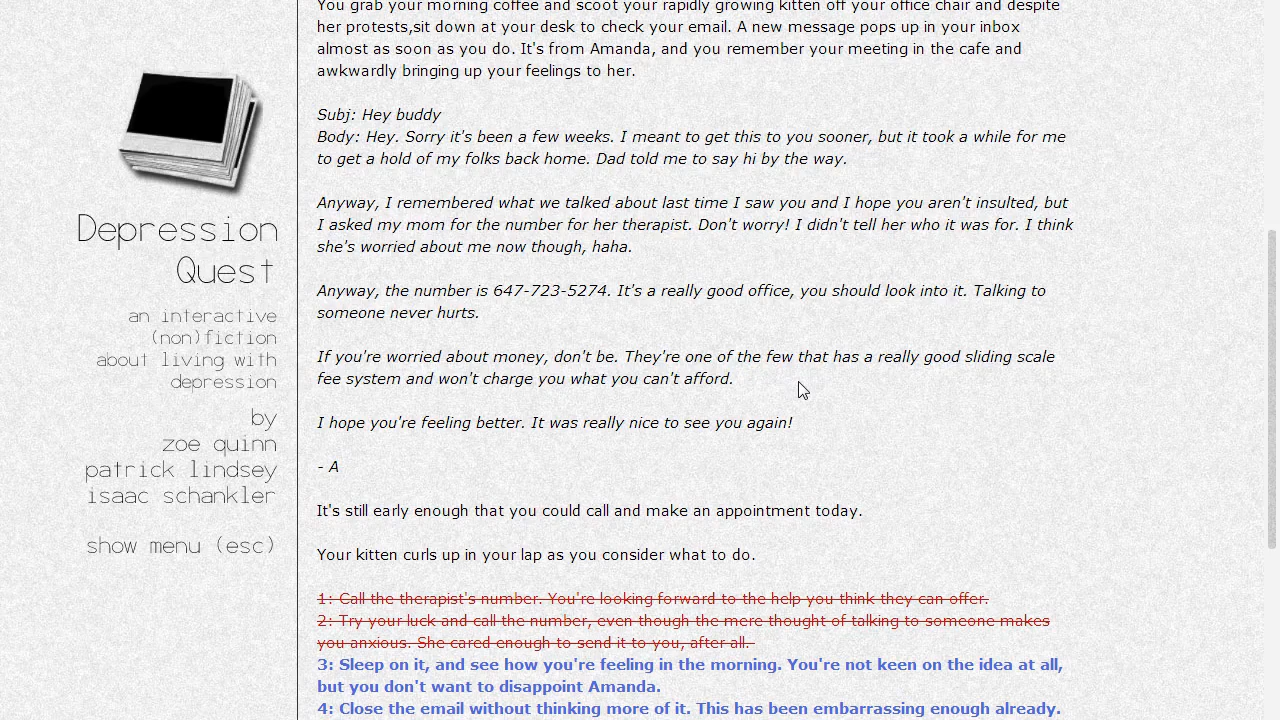 You grab your morning coffee and scoot your rapidly growing kitten off your office chair and despite
her protests,sit down at your desk to check your email. A new message pops up in your inbox
almost as soon as you do. It's from Amanda, and you remember your meeting in the cafe and
awkwardly bringing up your feelings to her.
Subj: Hey buddy
Body: Hey. Sorry it's been a few weeks. I meant to get this to you sooner, but it took a while for me
to get a hold of my folks back home. Dad told me to say hi by the way.
Anyway, I remembered what we talked about last time I saw you and I hope you aren't insulted, but
I asked my mom for the number for her therapist. Don't worry! I didn't tell her who it was for. I think
she's worried about me now though, haha.
Anyway, the number is 647-723-5274. It's a really good office, you should look into it. Talking to
someone never hurts.
If you're worried about money, don't be. They're one of the few that has a really good sliding scale
fee system and won't charge you what you can't afford.
I hope you're feeling better. It was really nice to see you again!
- A
It's still early enough that you could call and make an appointment today.
Your kitten curls up in your lap as you consider what to do.
1: Call the therapist's number. You're looking forward to the help you think they can offer.
2: Try your luck and call the number, even though the mere thought of talking to someone makes
you anxious. She cared enough to send it to you, after all.
3: Sleep on it, and see how you're feeling in the morning. You're not keen on the idea at all,
but you don't want to disappoint Amanda.
4: Close the email without thinking more of it. This has been embarrassing enough already.
Depression
Quest
an interactive
(non)fiction
about living with
depression
by
zoe quinn
patrick lindsey
isaac schankler
show menu (esc)